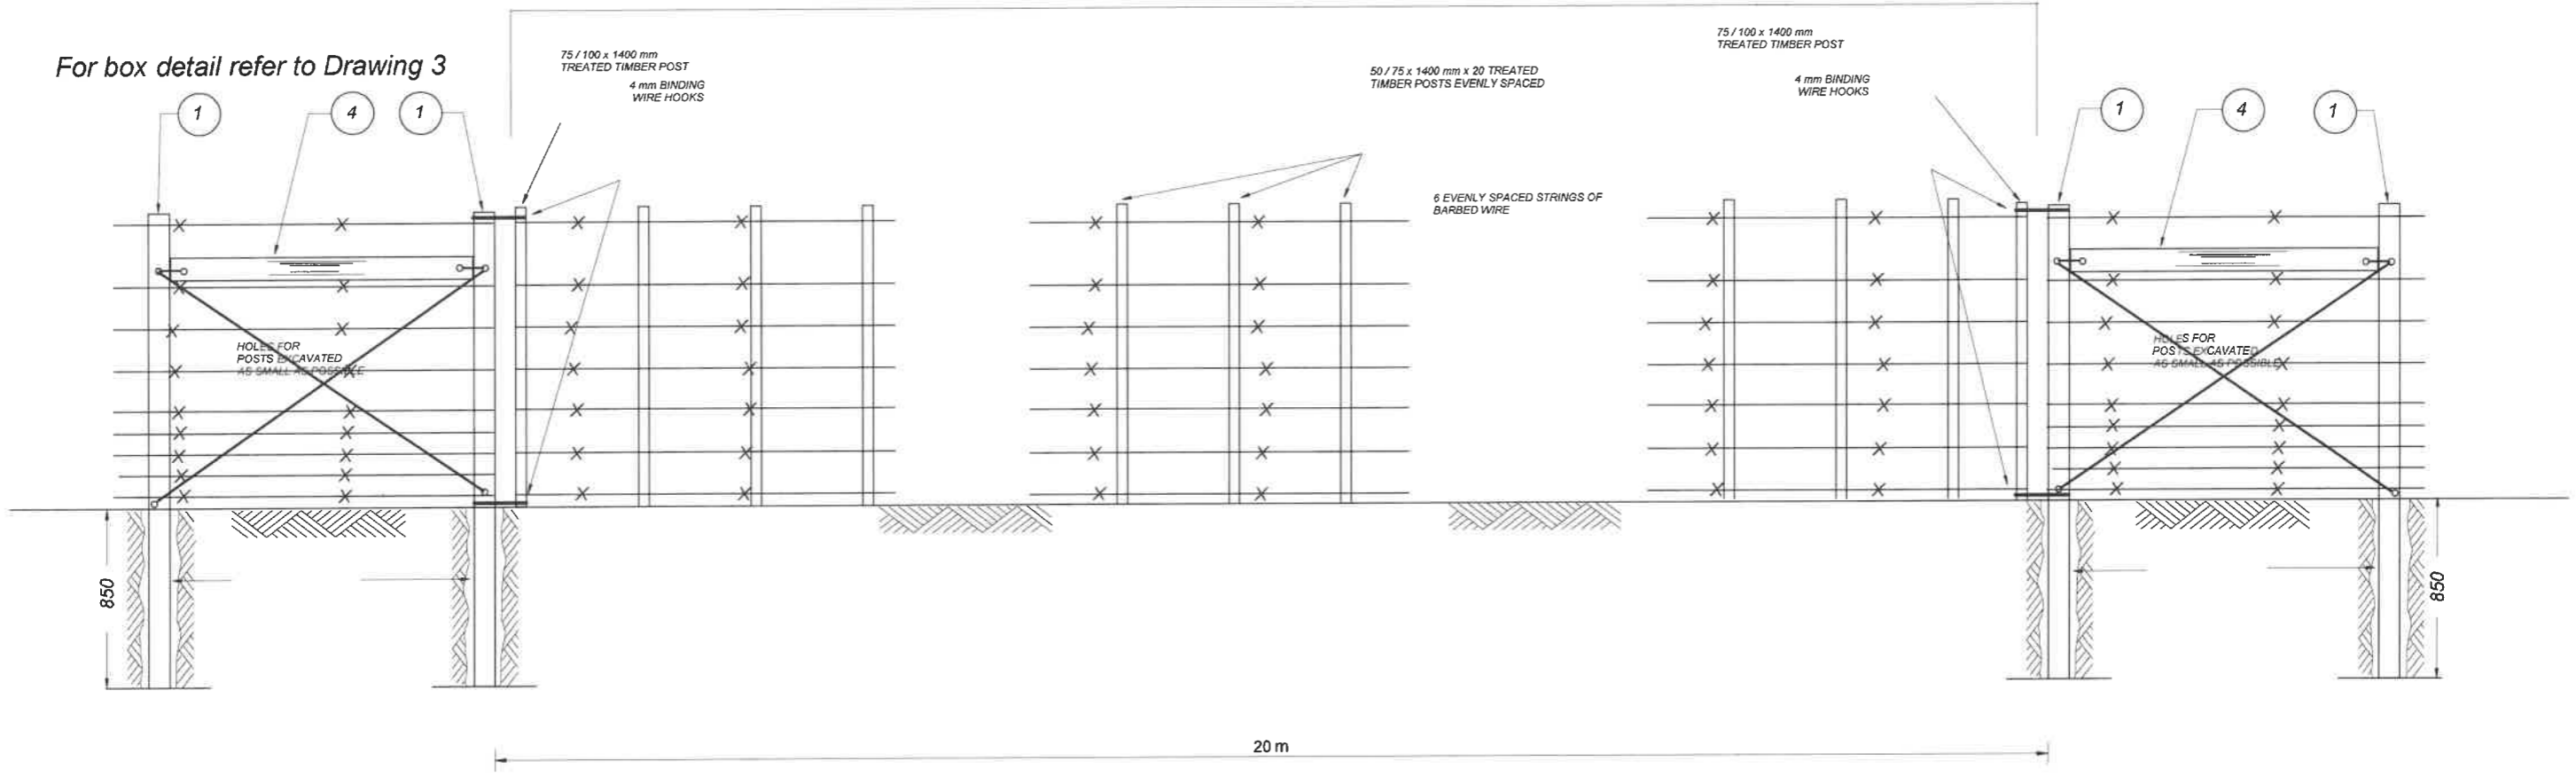 For box detail refer to Drawing 3
1
4
1
75 / 100 x 1400 mm
TREATED TIMBER POST
4 mm BINDING
WIRE HOOKS
50 / 75 x 1400 mm x 20 TREATED
TIMBER POSTS EVENLY SPACED
6 EVENLY SPACED STRINGS OF
BARBED WIRE
75 / 100 x 1400 mm
TREATED TIMBER POST
4 mm BINDING
WIRE HOOKS
1
4
1
HOLES FOR
POSTS EXCAVATED
AS SMALL AS POSSIBLE
HOLES FOR
POSTS EXCAVATED
AS SMALL AS POSSIBLE
850
850
20 m